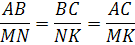 AB/MN = BC/NK = AC/MK